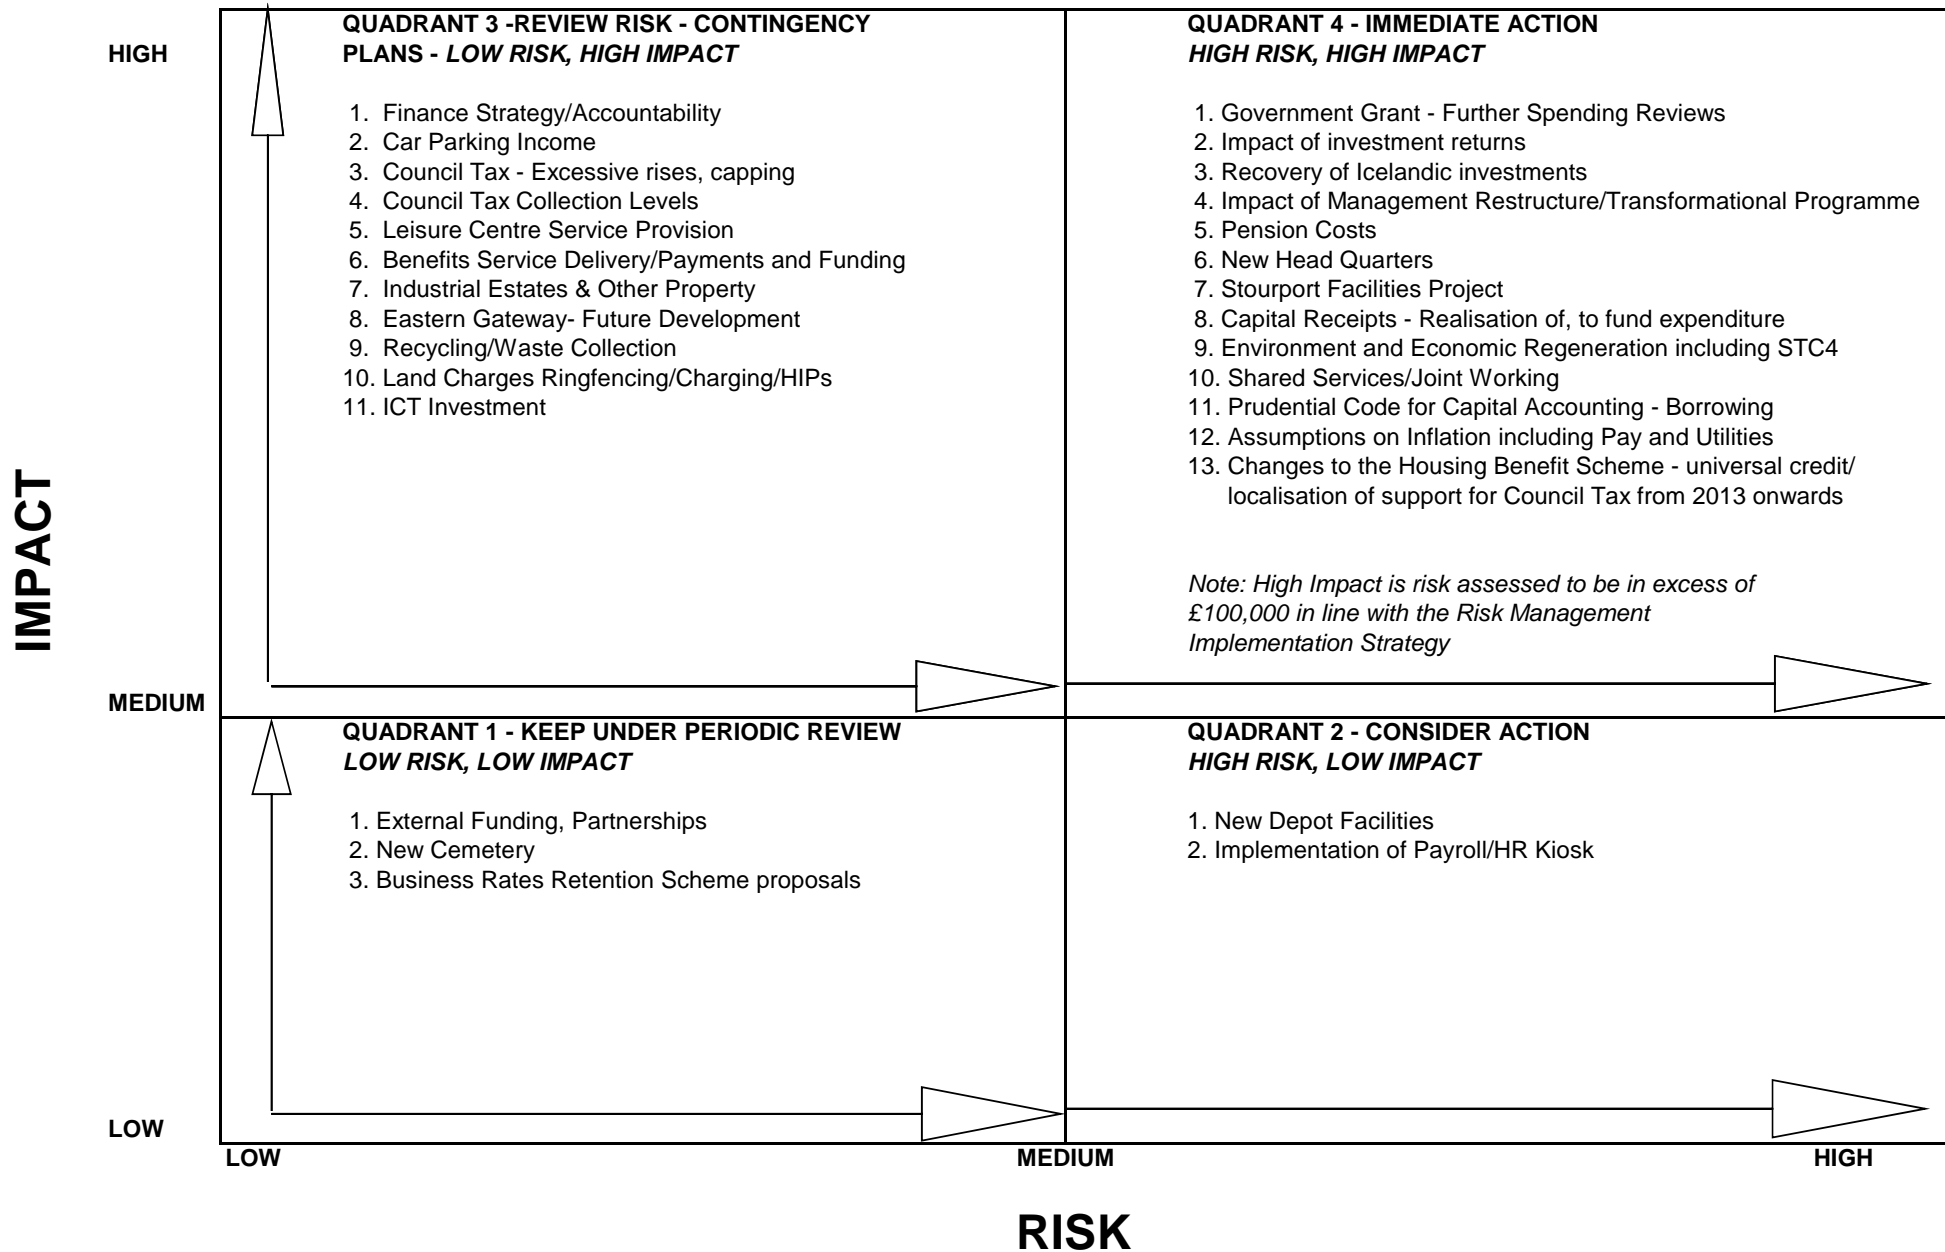 HIGH
QUADRANT 3 -REVIEW RISK - CONTINGENCY
PLANS - LOW RISK, HIGH IMPACT
1. Finance Strategy/Accountability
2. Car Parking Income
3. Council Tax - Excessive rises, capping
4. Council Tax Collection Levels
5. Leisure Centre Service Provision
6. Benefits Service Delivery/Payments and Funding
7. Industrial Estates & Other Property
8. Eastern Gateway- Future Development
9. Recycling/Waste Collection
10. Land Charges Ringfencing/Charging/HIPs
11. ICT Investment
QUADRANT 4 - IMMEDIATE ACTION
HIGH RISK, HIGH IMPACT
1. Government Grant - Further Spending Reviews
2. Impact of investment returns
3. Recovery of Icelandic investments
4. Impact of Management Restructure/Transformational Programme
5. Pension Costs
6. New Head Quarters
7. Stourport Facilities Project
8. Capital Receipts - Realisation of, to fund expenditure
9. Environment and Economic Regeneration including STC4
10. Shared Services/Joint Working
11. Prudential Code for Capital Accounting - Borrowing
12. Assumptions on Inflation including Pay and Utilities
13. Changes to the Housing Benefit Scheme - universal credit/
localisation of support for Council Tax from 2013 onwards
Note: High Impact is risk assessed to be in excess of
£100,000 in line with the Risk Management
Implementation Strategy
IMPACT
MEDIUM
QUADRANT 1 - KEEP UNDER PERIODIC REVIEW
LOW RISK, LOW IMPACT
1. External Funding, Partnerships
2. New Cemetery
3. Business Rates Retention Scheme proposals
QUADRANT 2 - CONSIDER ACTION
HIGH RISK, LOW IMPACT
1. New Depot Facilities
2. Implementation of Payroll/HR Kiosk
LOW
LOW
MEDIUM
HIGH
RISK